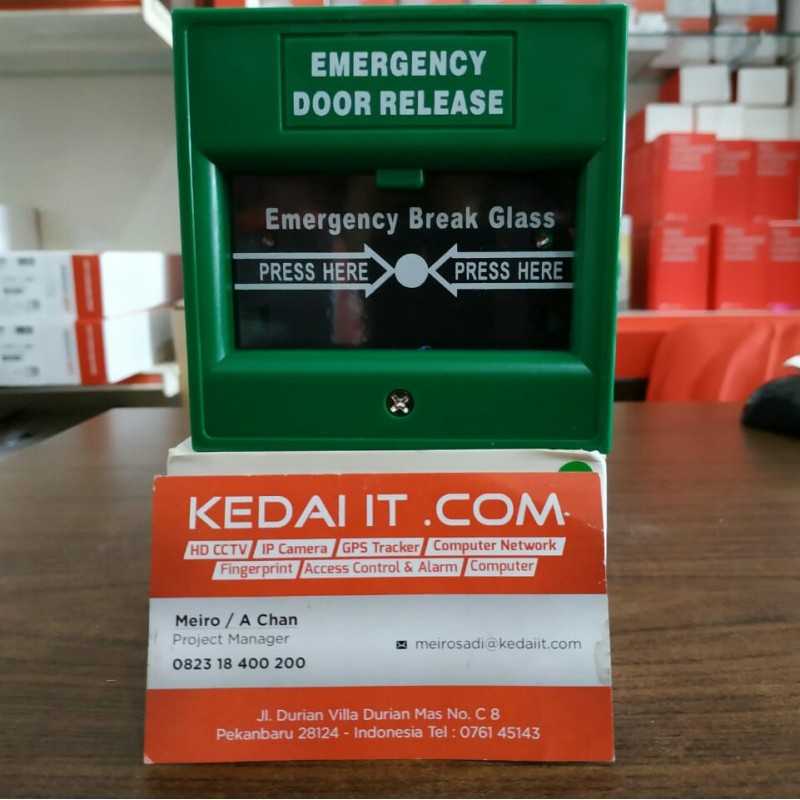 EMERGENCY
DOOR RELEASE
Emergency Break Glass
PRESS HERE PRESS HERE
KEDAI IT .COM
HD CCTV IP Camera GPS Tracker Computer Network
Fingerprint Access Control & Alarm Computer
Meiro / A Chan
Project Manager
0823 18 400 200
meirosadi@kedaiit.com
Jl. Durian Villa Durian Mas No. C 8
Pekanbaru 28124 - Indonesia Tel : 0761 45143